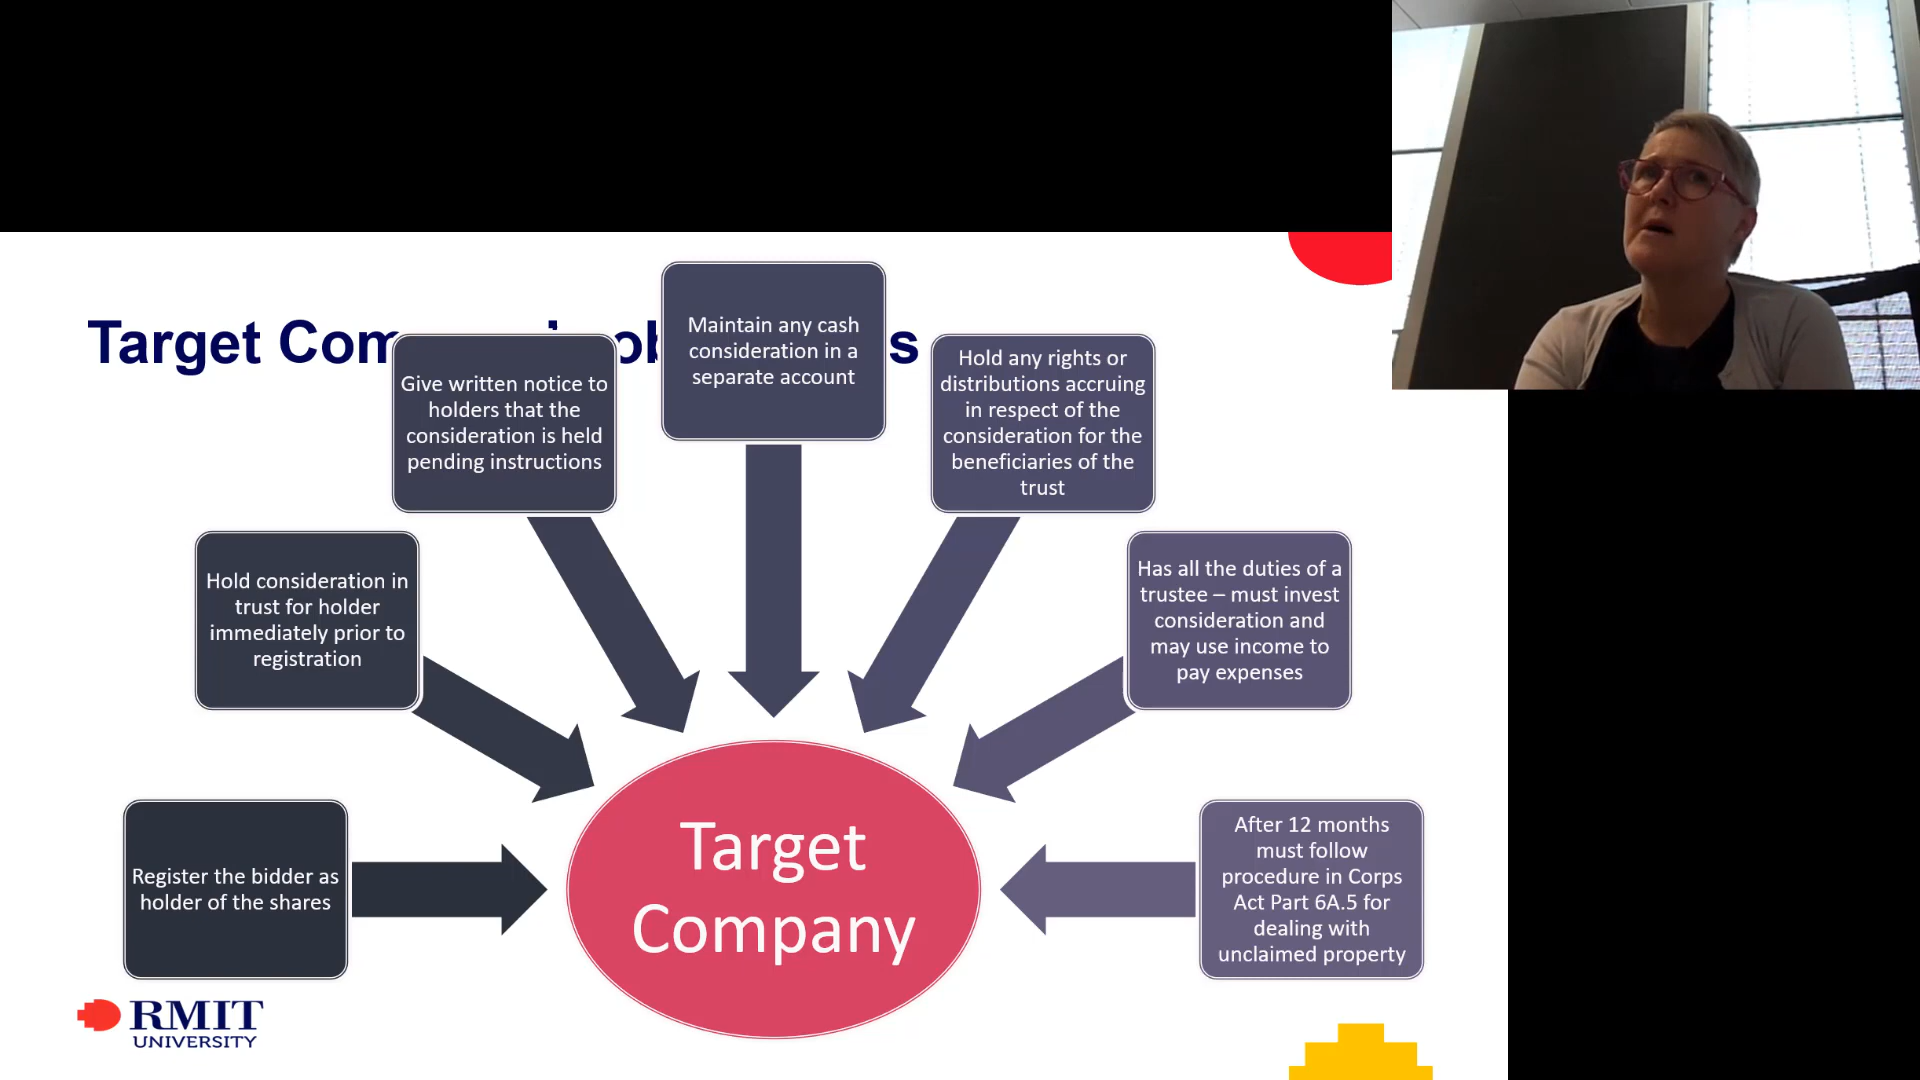 Target Com
ob
s
Maintain any cash
consideration in a
separate account
Give written notice to
holders that the
consideration is held
pending instructions
Hold any rights or
distributions accruing
in respect of the
consideration for the
beneficiaries of the
trust
Hold consideration in
trust for holder
immediately prior to
registration
Has all the duties of a
trustee – must invest
consideration and
may use income to
pay expenses
Register the bidder as
holder of the shares
Target
Company
After 12 months
must follow
procedure in Corps
Act Part 6A.5 for
dealing with
unclaimed property
RMIT
UNIVERSITY